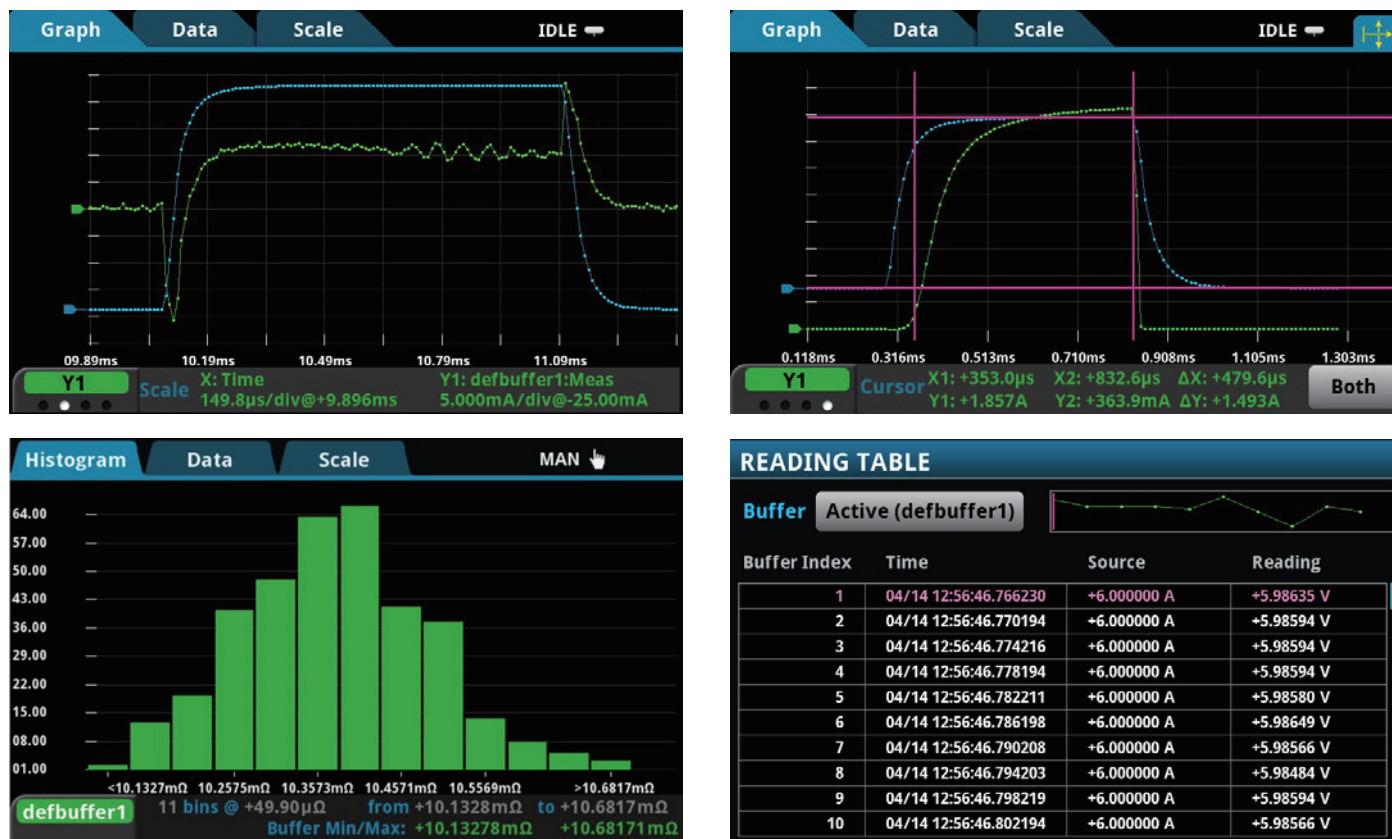 Graph Data Scale IDLE
09.89ms 10.19ms 10.49ms 10.79ms 11.09ms
Y1 Scale X: Time Y1: defbuffer1:Meas
149.8µs/div@+9.896ms 5.000mA/div@-25.00mA
Graph Data Scale IDLE
0.118ms 0.316ms 0.513ms 0.710ms 0.908ms 1.105ms 1.303ms
Y1 Cursor X1: +353.0µs X2: +832.6µs ΔX: +479.6µs Both
Y1: +1.857A Y2: +363.9mA ΔY: +1.493A
Histogram Data Scale MAN
64.00
57.00
50.00
43.00
36.00
29.00
22.00
15.00
08.00
01.00
<10.1327mΩ 10.2575mΩ 10.3573mΩ 10.4571mΩ 10.5569mΩ >10.6817mΩ
defbuffer1 11 bins @ +49.90µΩ from +10.1328mΩ to +10.6817mΩ
Buffer Min/Max: +10.13278mΩ +10.68171mΩ
READING TABLE
Buffer Active (defbuffer1)
Buffer Index Time Source Reading
1 04/14 12:56:46.766230 +6.000000 A +5.98635 V
2 04/14 12:56:46.770194 +6.000000 A +5.98594 V
3 04/14 12:56:46.774216 +6.000000 A +5.98594 V
4 04/14 12:56:46.778194 +6.000000 A +5.98594 V
5 04/14 12:56:46.782211 +6.000000 A +5.98580 V
6 04/14 12:56:46.786198 +6.000000 A +5.98649 V
7 04/14 12:56:46.790208 +6.000000 A +5.98566 V
8 04/14 12:56:46.794203 +6.000000 A +5.98484 V
9 04/14 12:56:46.798219 +6.000000 A +5.98594 V
10 04/14 12:56:46.802194 +6.000000 A +5.98566 V